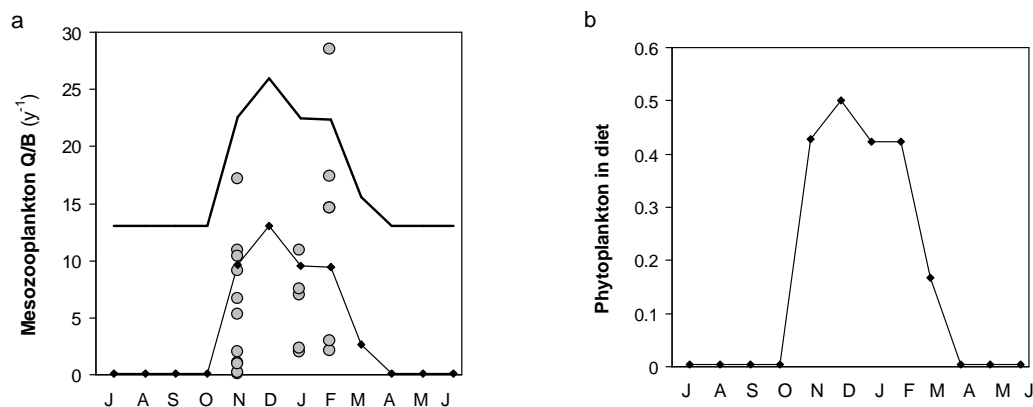 a
Mesozooplankton Q/B (y⁻¹)
30
25
20
15
10
5
0
J A S O N D J F M A M J
b
Phytoplankton in diet
0.6
0.5
0.4
0.3
0.2
0.1
0
J A S O N D J F M A M J